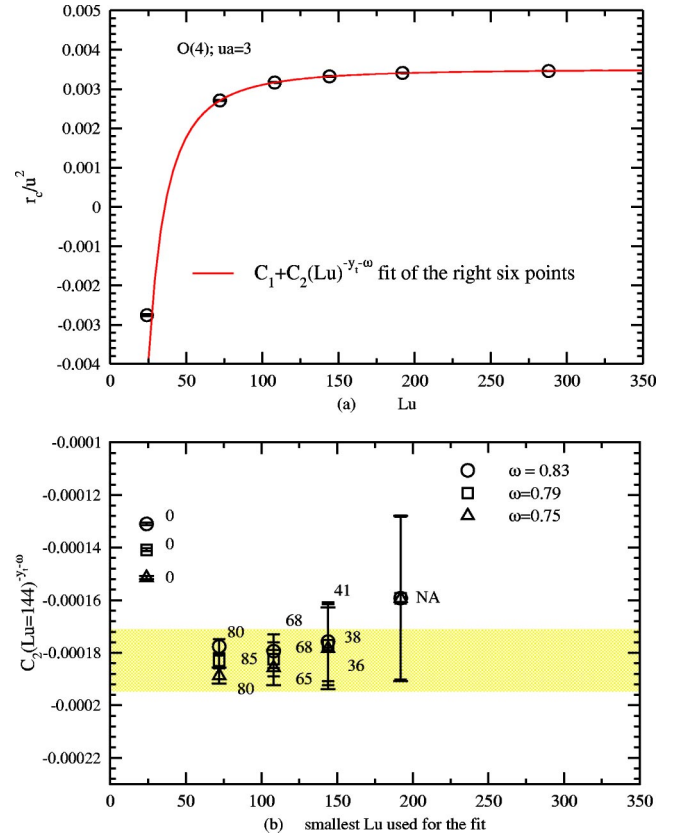 0.005
0.004
0.003
0.002
0.001
0
-0.001
-0.002
-0.003
-0.004
r_c/u^2
O(4); ua=3
C_1+C_2(Lu)^{-y_t-ω} fit of the right six points
0 50 100 150 200 250 300 350
(a) Lu
-0.0001
-0.00012
-0.00014
-0.00016
-0.00018
-0.0002
-0.00022
C_2(Lu=144)^{-y_t-ω}
ω = 0.83
ω=0.79
ω=0.75
0
0
0
80
85
80
68
68
65
41
38
36
NA
0 50 100 150 200 250 300 350
(b) smallest Lu used for the fit